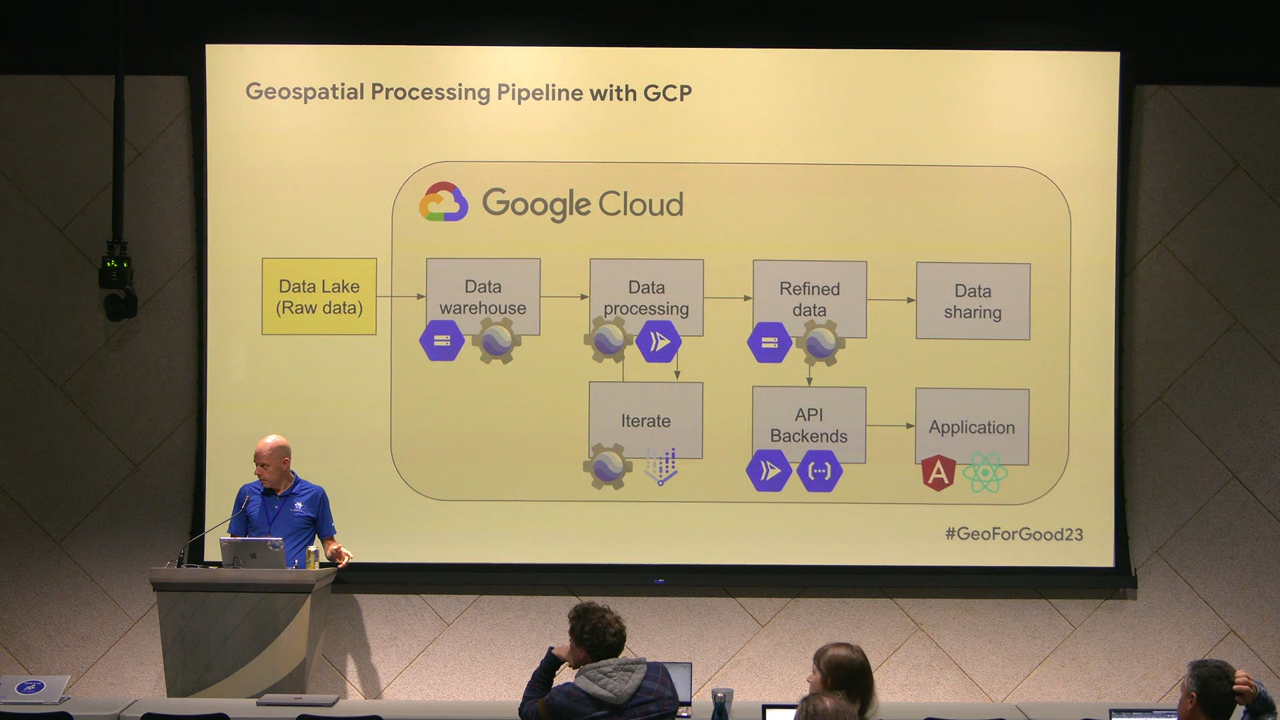 Geospatial Processing Pipeline with GCP
Google Cloud
Data Lake
(Raw data)
Data
warehouse
Data
processing
Refined
data
Data
sharing
Iterate
API
Backends
Application
A
#GeoForGood23